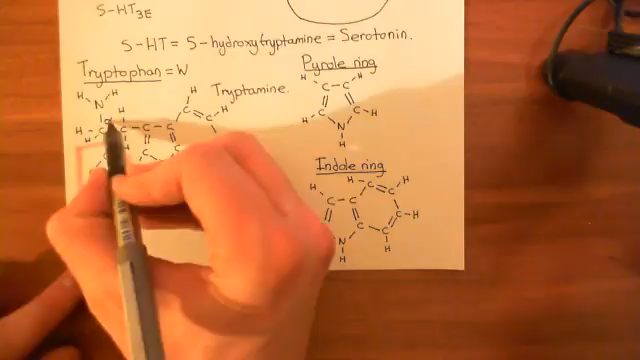 5-HT3E
5-HT = 5-hydroxytryptamine = Serotonin.
Tryptophan = W
Tryptamine.
Pyrole ring
Indole ring